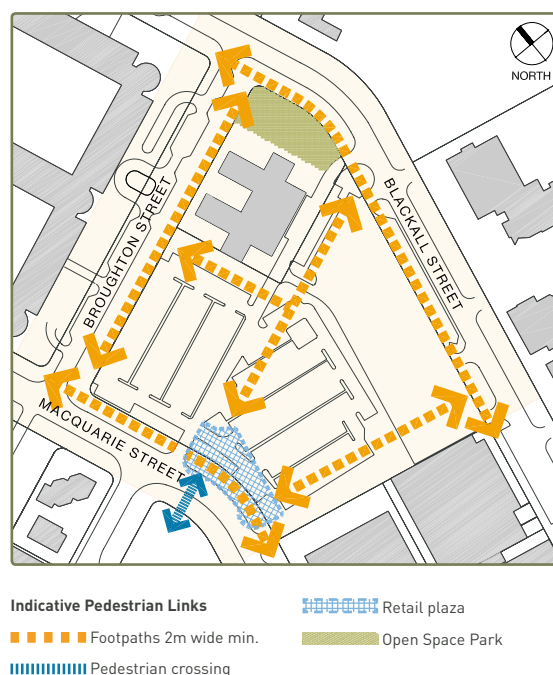 NORTH
BROUGHTON STREET
BLACKALL STREET
MACQUARIE STREET
Indicative Pedestrian Links
Footpaths 2m wide min.
Pedestrian crossing
Retail plaza
Open Space Park